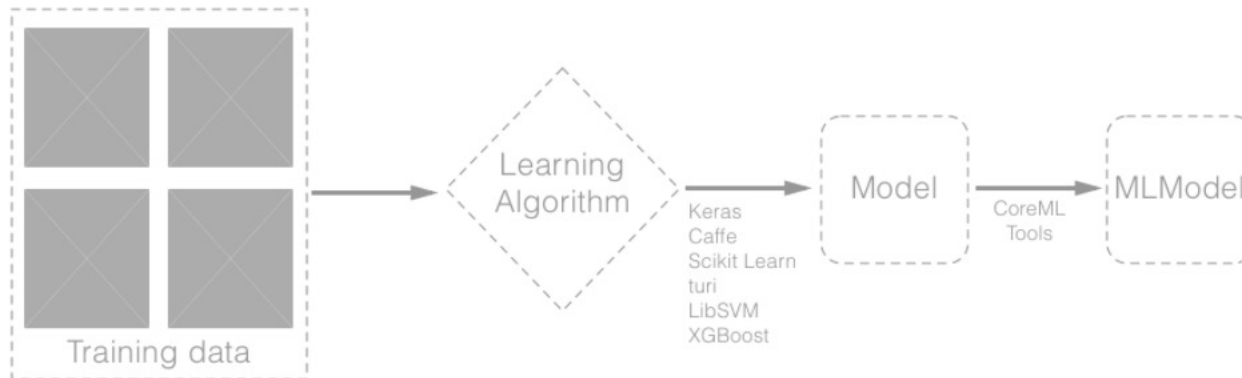 Training data
Learning
Algorithm
Keras
Caffe
Scikit Learn
turi
LibSVM
XGBoost
Model
CoreML
Tools
MLModel